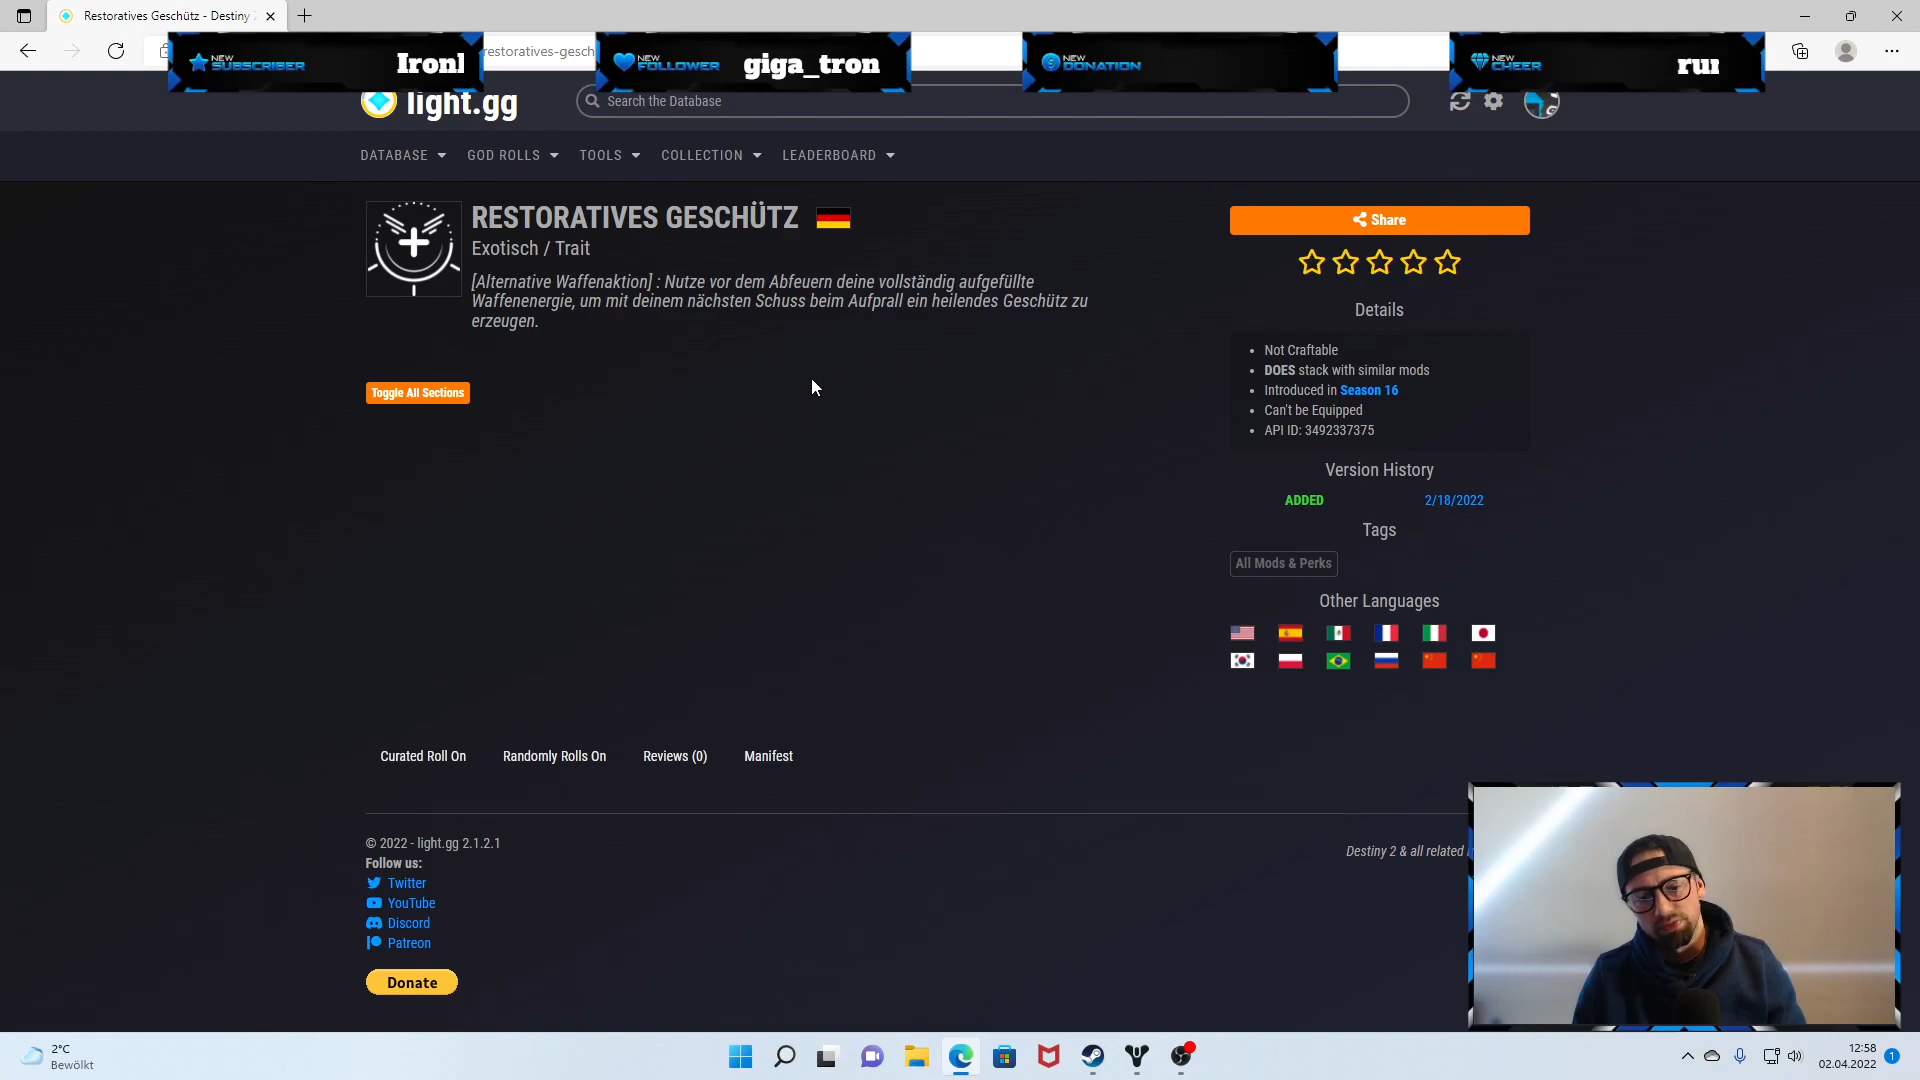 Restoratives Geschütz - Destiny
restoratives-gesch
NEW SUBSCRIBER
NEW FOLLOWER giga_tron
NEW DONATION
NEW CHEER
light.gg
Search the Database
DATABASE GOD ROLLS TOOLS COLLECTION LEADERBOARD
RESTORATIVES GESCHÜTZ
Exotisch / Trait
[Alternative Waffenaktion] : Nutze vor dem Abfeuern deine vollständig aufgefüllte
Waffenenergie, um mit deinem nächsten Schuss beim Aufprall ein heilendes Geschütz zu
erzeugen.
Toggle All Sections
Share
Details
Not Craftable
DOES stack with similar mods
Introduced in Season 16
Can't be Equipped
API ID: 3492337375
Version History
ADDED 2/18/2022
Tags
All Mods & Perks
Other Languages
Curated Roll On Randomly Rolls On Reviews (0) Manifest
© 2022 - light.gg 2.1.2.1
Follow us:
Twitter
YouTube
Discord
Patreon
Donate
Destiny 2 & all related
2°C
Bewölkt
12:58
02.04.2022
1